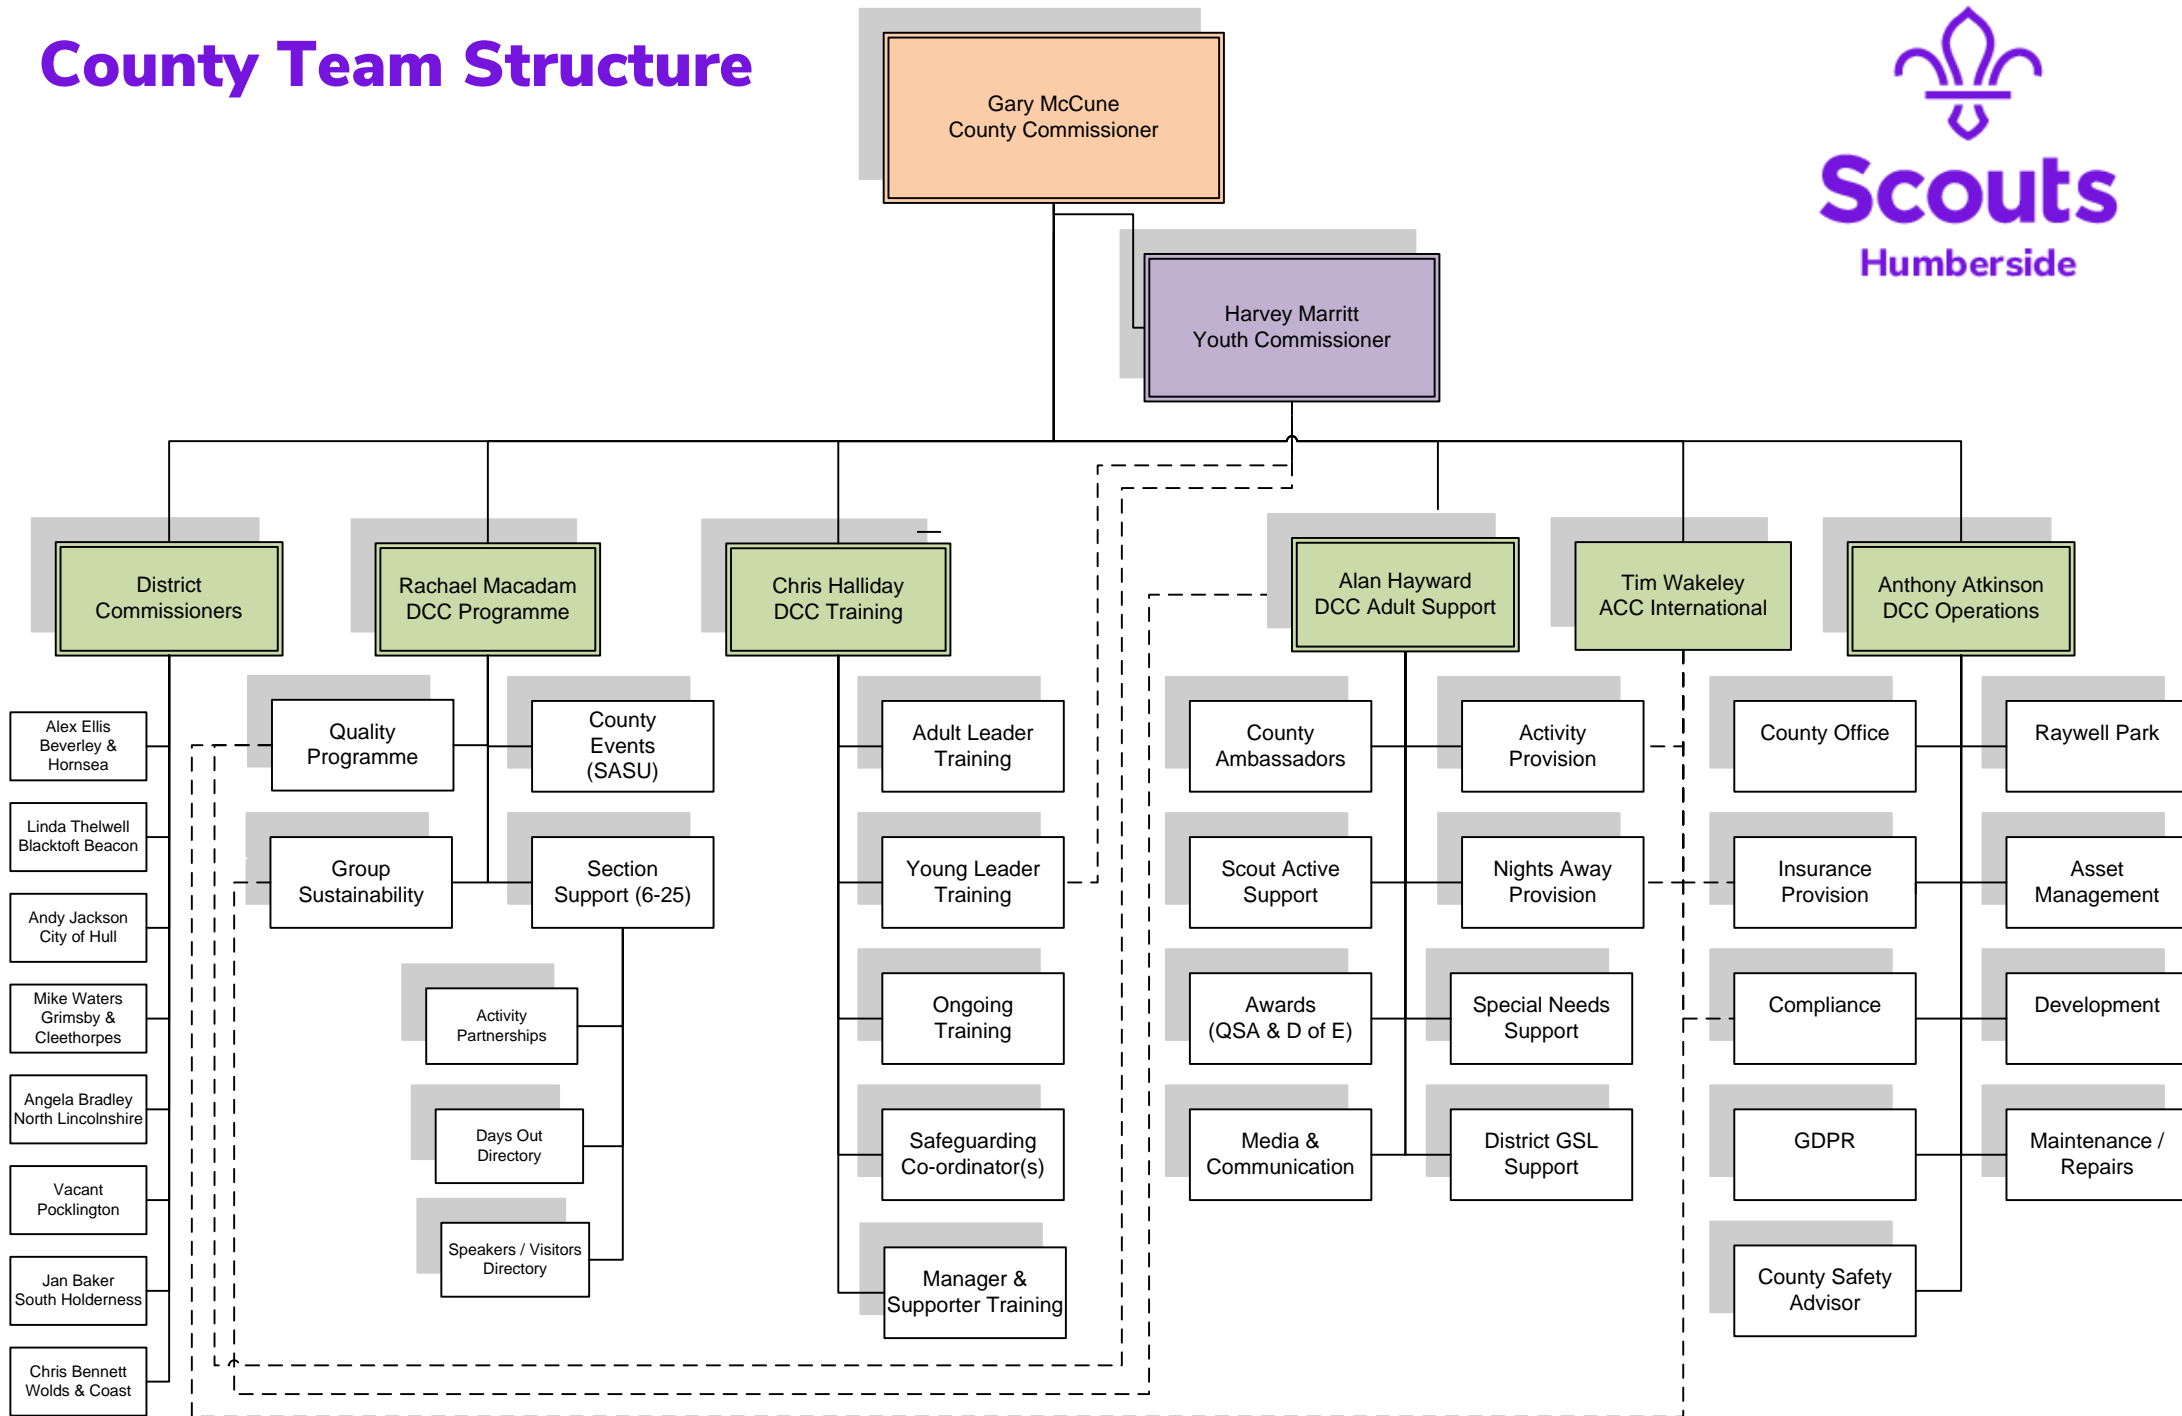 County Team Structure
Gary McCune
County Commissioner
Scouts
Humberside
Harvey Marritt
Youth Commissioner
District
Commissioners
Rachael Macadam
DCC Programme
Chris Halliday
DCC Training
Alan Hayward
DCC Adult Support
Tim Wakeley
ACC International
Anthony Atkinson
DCC Operations
Alex Ellis
Beverley &
Hornsea
Linda Thelwell
Blacktoft Beacon
Andy Jackson
City of Hull
Mike Waters
Grimsby &
Cleethorpes
Angela Bradley
North Lincolnshire
Vacant
Pocklington
Jan Baker
South Holderness
Chris Bennett
Wolds & Coast
Quality
Programme
County
Events
(SASU)
Group
Sustainability
Section
Support (6-25)
Activity
Partnerships
Days Out
Directory
Speakers / Visitors
Directory
Adult Leader
Training
Young Leader
Training
Ongoing
Training
Safeguarding
Co-ordinator(s)
Manager &
Supporter Training
County
Ambassadors
Activity
Provision
Scout Active
Support
Nights Away
Provision
Awards
(QSA & D of E)
Special Needs
Support
Media &
Communication
District GSL
Support
County Office
Raywell Park
Insurance
Provision
Asset
Management
Compliance
Development
GDPR
Maintenance /
Repairs
County Safety
Advisor